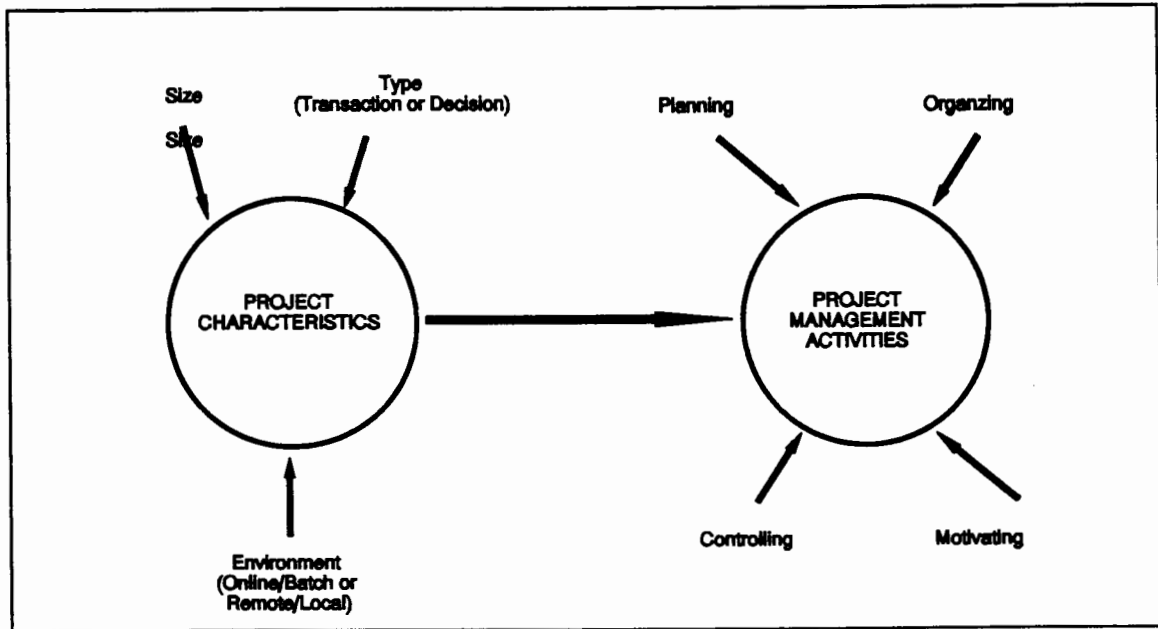 Size
Size
Type
(Transaction or Decision)
PROJECT
CHARACTERISTICS
Environment
(Online/Batch or
Remote/Local)
Planning
Organzing
PROJECT
MANAGEMENT
ACTIVITIES
Controlling
Motivating